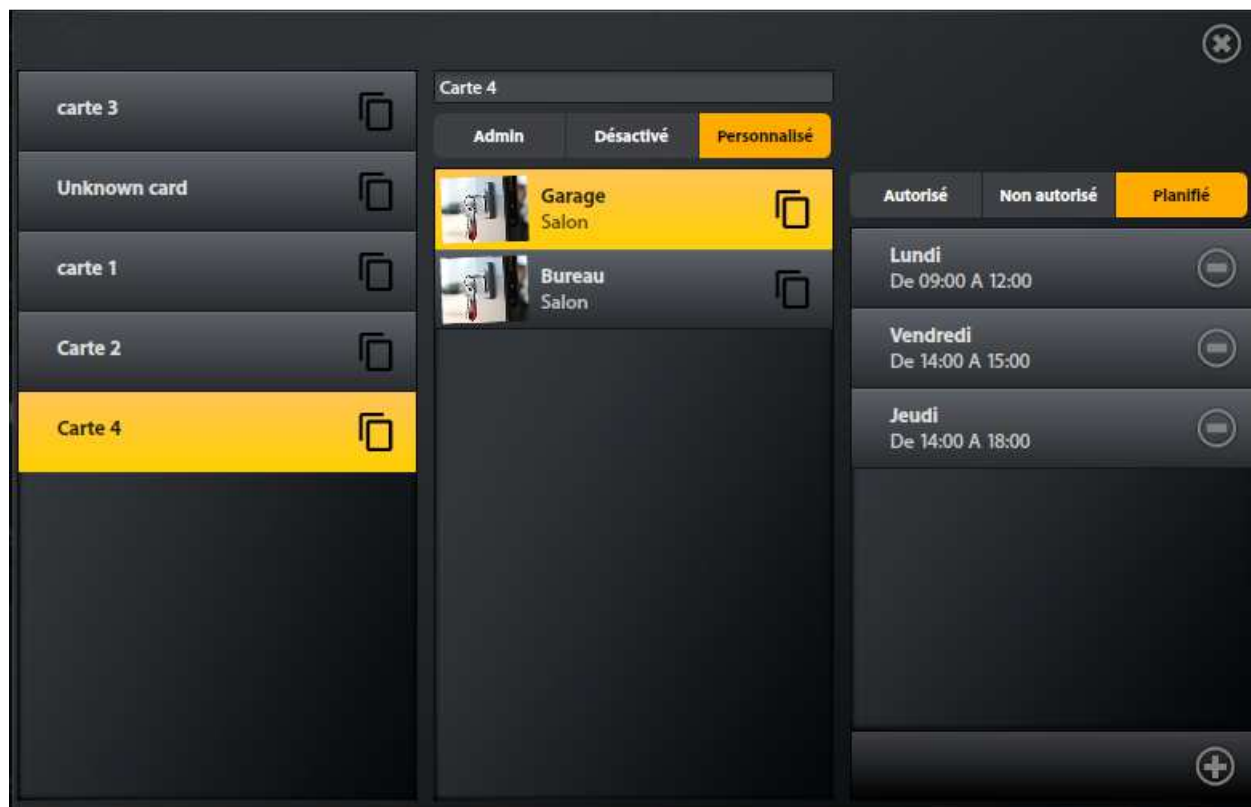 carte 3
Unknown card
carte 1
Carte 2
Carte 4
Carte 4
Admin
Désactivé
Personnalisé
Garage
Salon
Bureau
Salon
Autorisé
Non autorisé
Planifié
Lundi
De 09:00 A 12:00
Vendredi
De 14:00 A 15:00
Jeudi
De 14:00 A 18:00